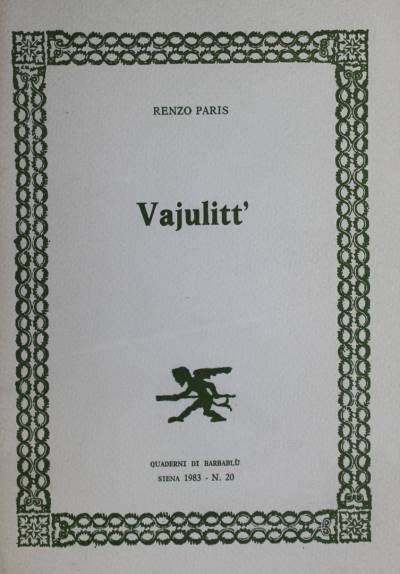 RENZO PARIS
Vajulitt'
QUADERNI DI BARBABLÙ
SIENA 1983 - N. 20